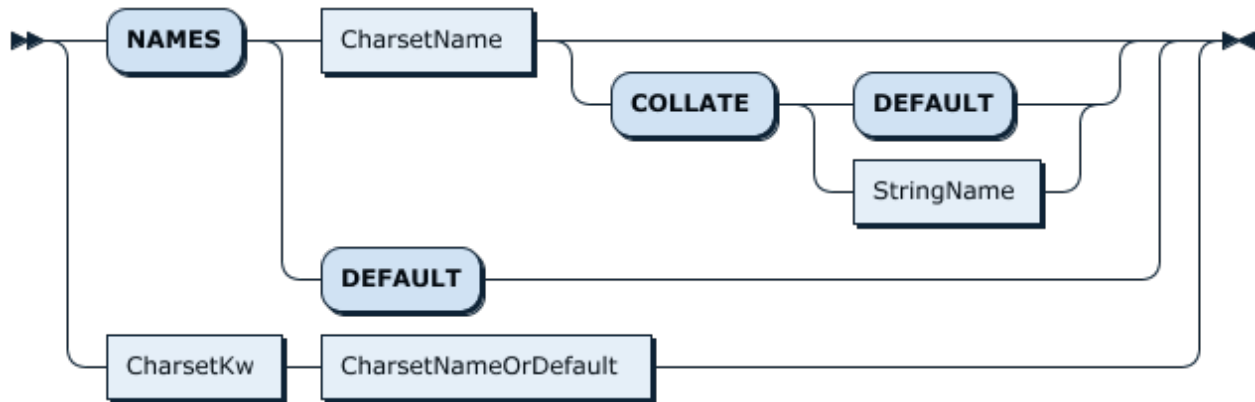 NAMES CharsetName
COLLATE DEFAULT
StringName
DEFAULT
CharsetKw CharsetNameOrDefault